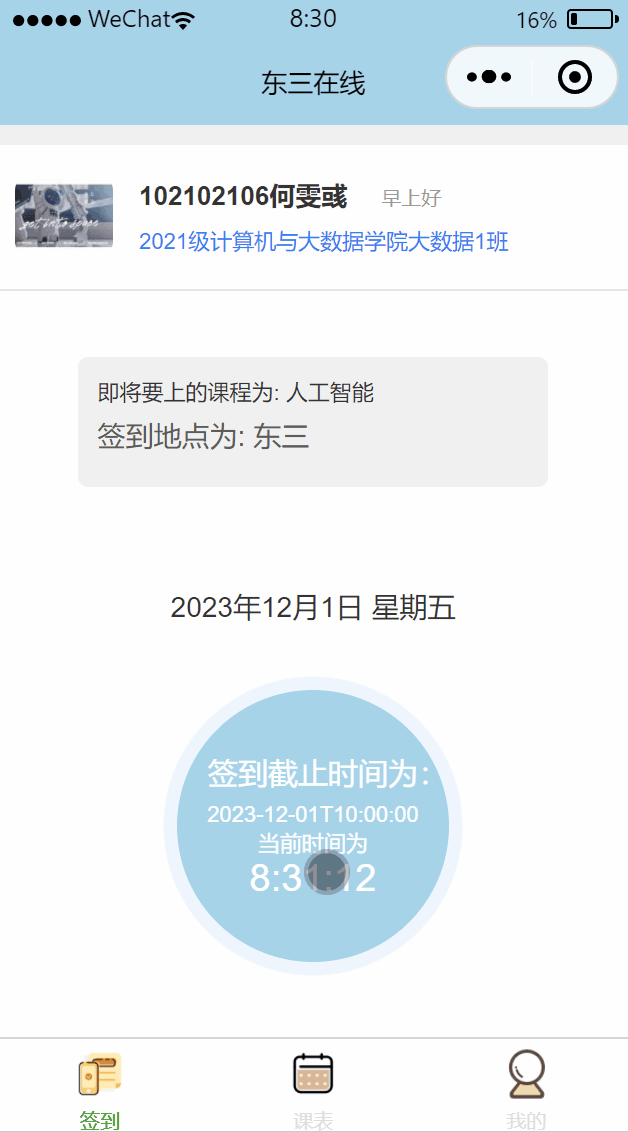 WeChat
8:30
16%
东三在线
102102106何雯彧
早上好
2021级计算机与大数据学院大数据1班
即将要上的课程为: 人工智能
签到地点为: 东三
2023年12月1日 星期五
签到截止时间为：
2023-12-01T10:00:00
当前时间为
8:31:12
签到
课表
我的